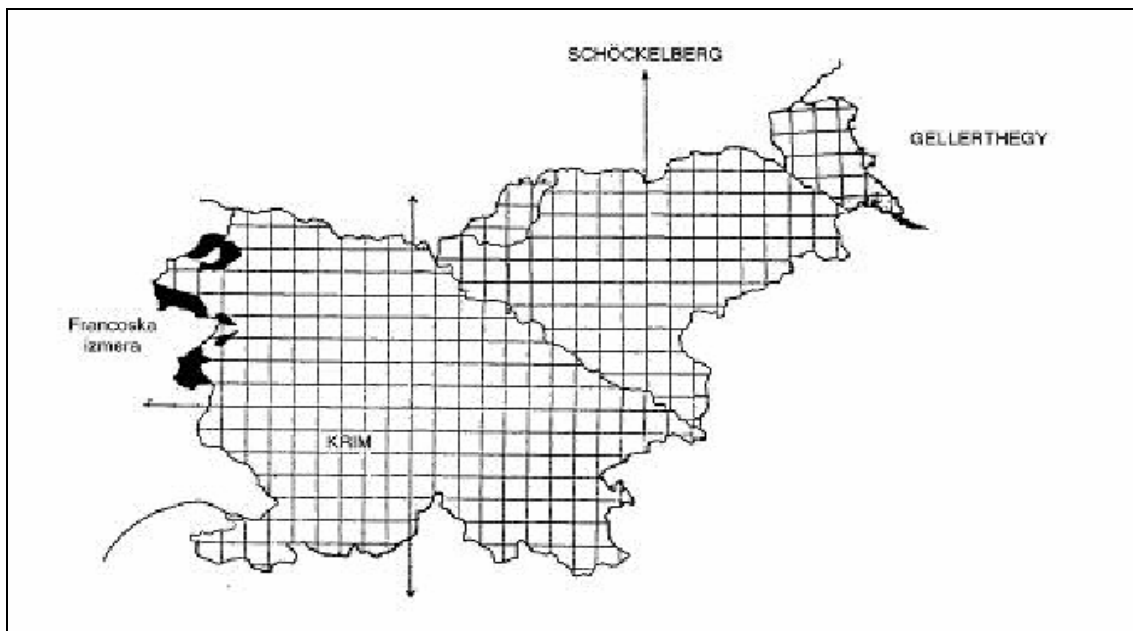 SCHÖCKELBERG
GELLERTHEGY
Francoska
izmera
KRIM